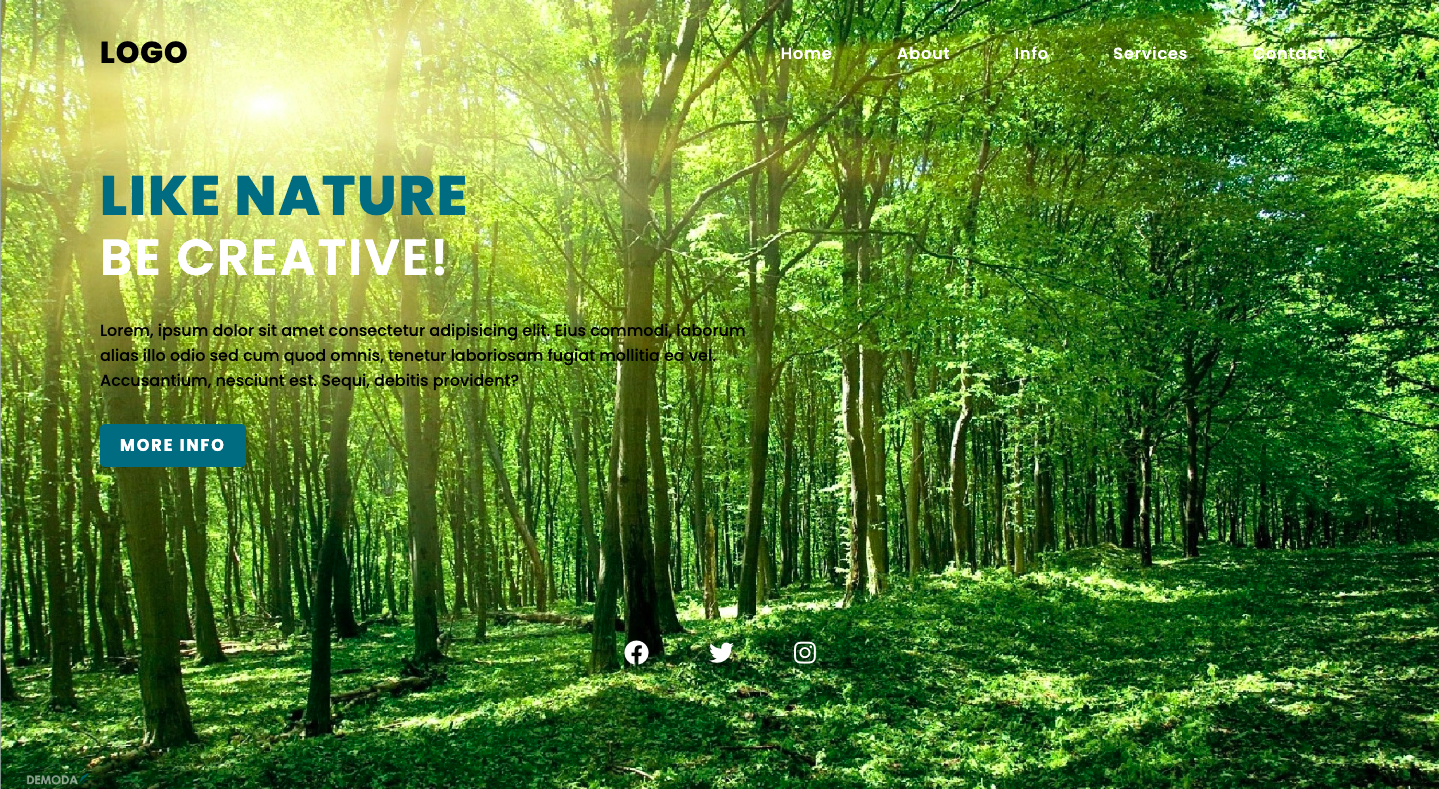 LOGO
Home About Info Services Contact
LIKE NATURE
BE CREATIVE!
Lorem, ipsum dolor sit amet consectetur adipisicing elit. Eius commodi, laborum
alias illo odio sed cum quod omnis, tenetur laboriosam fugiat mollitia ea vel.
Accusantium, nesciunt est. Sequi, debitis provident?
MORE INFO
DEMODA